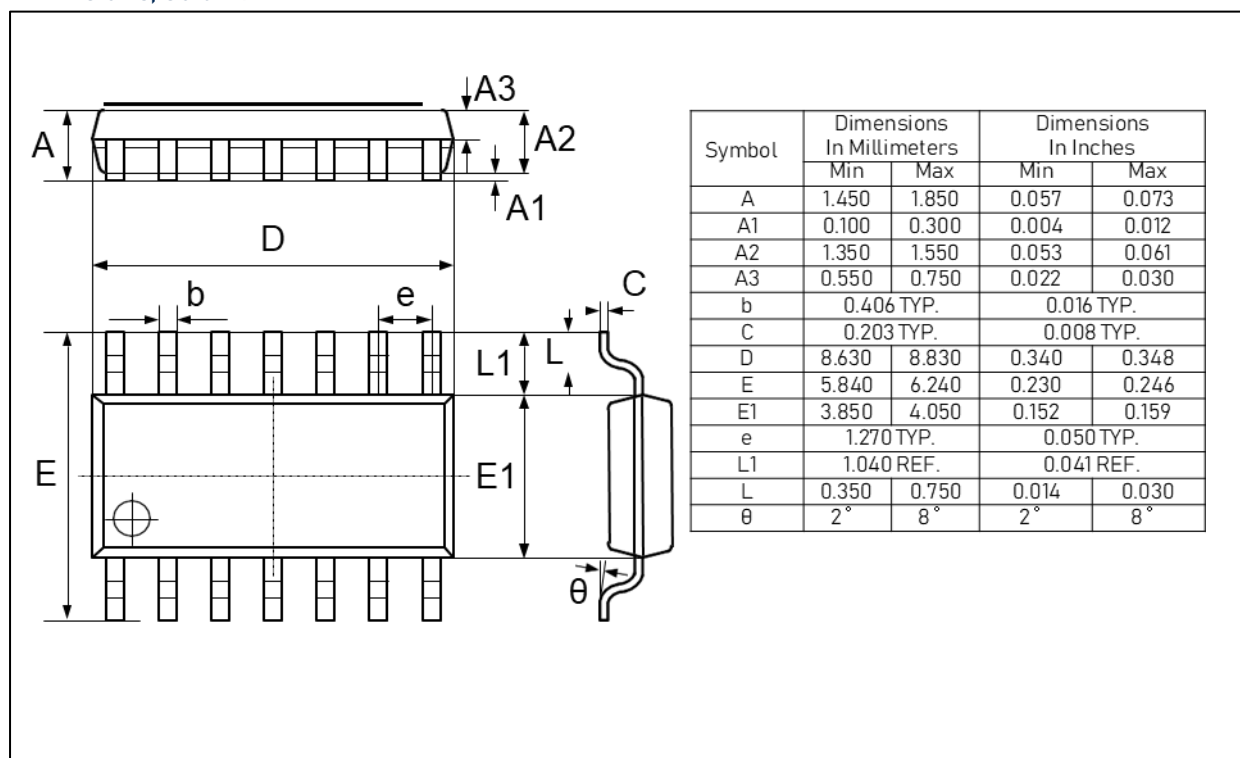 A3
A
A2
A1
D
b
e
C
L1
L
E
E1
θ
Symbol Dimensions In Millimeters Dimensions In Inches
Min Max Min Max
A 1.450 1.850 0.057 0.073
A1 0.100 0.300 0.004 0.012
A2 1.350 1.550 0.053 0.061
A3 0.550 0.750 0.022 0.030
b 0.406 TYP. 0.016 TYP.
C 0.203 TYP. 0.008 TYP.
D 8.630 8.830 0.340 0.348
E 5.840 6.240 0.230 0.246
E1 3.850 4.050 0.152 0.159
e 1.270 TYP. 0.050 TYP.
L1 1.040 REF. 0.041 REF.
L 0.350 0.750 0.014 0.030
θ 2° 8° 2° 8°